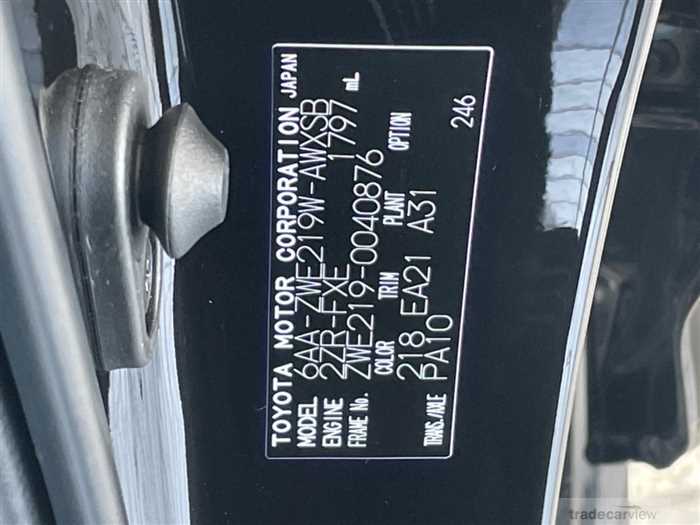 TOYOTA MOTOR CORPORATION JAPAN
MODEL 6AA-ZWE219W-AWXSB
ENGINE 2ZR-FXE 1797 mL
FRAME No. ZWE219-0040876
COLOR TRIM PLANT OPTION
218 EA21 A31
TRANS./AXLE PA10
246
tradecarview